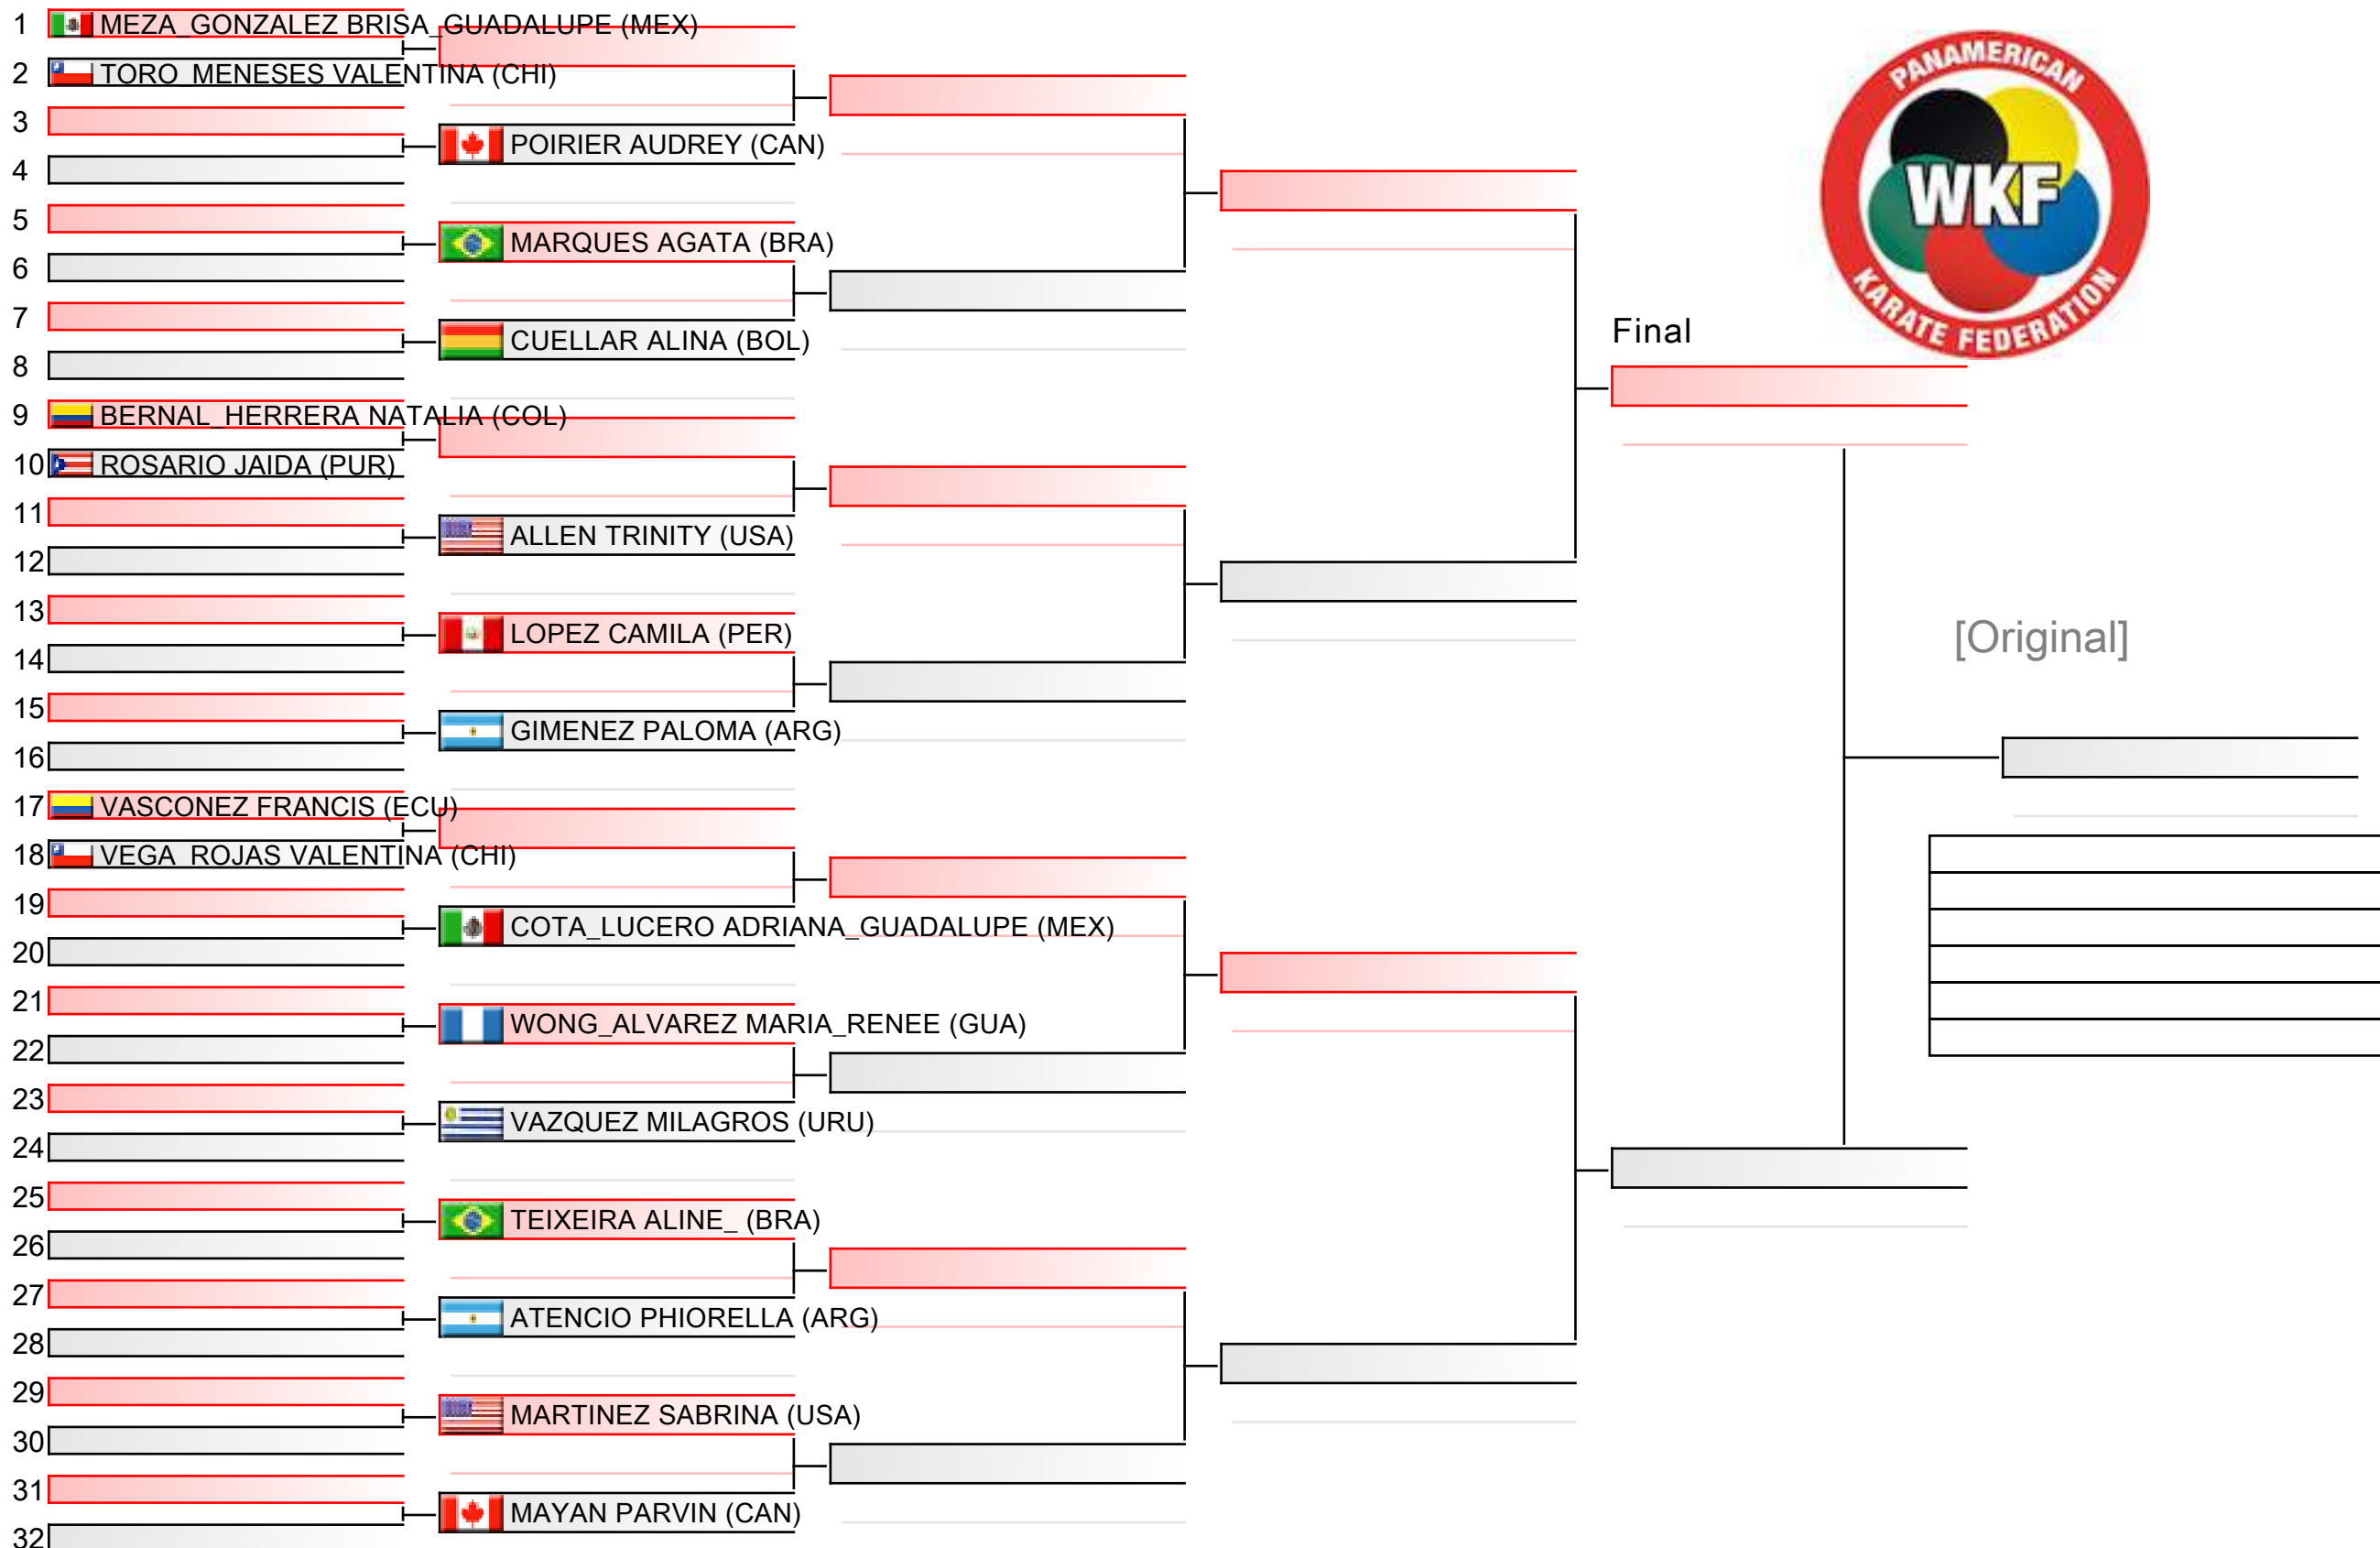 1 MEZA_GONZALEZ BRISA_GUADALUPE (MEX)
2 TORO_MENESES VALENTINA (CHI)
3
POIRIER AUDREY (CAN)
4
5
MARQUES AGATA (BRA)
6
7
CUELLAR ALINA (BOL)
8
9 BERNAL_HERRERA NATALIA (COL)
10 ROSARIO JAIDA (PUR)
11
ALLEN TRINITY (USA)
12
13
LOPEZ CAMILA (PER)
14
15
GIMENEZ PALOMA (ARG)
16
17 VASCONEZ FRANCIS (ECU)
18 VEGA_ROJAS VALENTINA (CHI)
19
COTA_LUCERO ADRIANA_GUADALUPE (MEX)
20
21
WONG_ALVAREZ MARIA_RENEE (GUA)
22
23
VAZQUEZ MILAGROS (URU)
24
25
TEIXEIRA ALINE_ (BRA)
26
27
ATENCIO PHIORELLA (ARG)
28
29
MARTINEZ SABRINA (USA)
30
31
MAYAN PARVIN (CAN)
32
PANAMERICAN
WKF
KARATE FEDERATION
Final
[Original]